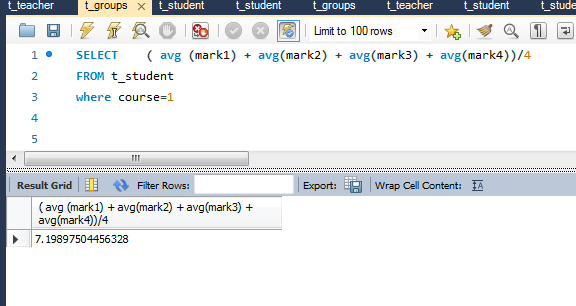 t_teacher t_groups t_student t_student t_groups t_teacher t_student t_student
Limit to 100 rows
1 SELECT ( avg (mark1) + avg(mark2) + avg(mark3) + avg(mark4))/4
2 FROM t_student
3 where course=1
4
5
Result Grid Filter Rows: Export: Wrap Cell Content:
( avg (mark1) + avg(mark2) + avg(mark3) +
avg(mark4))/4
7.19897504456328